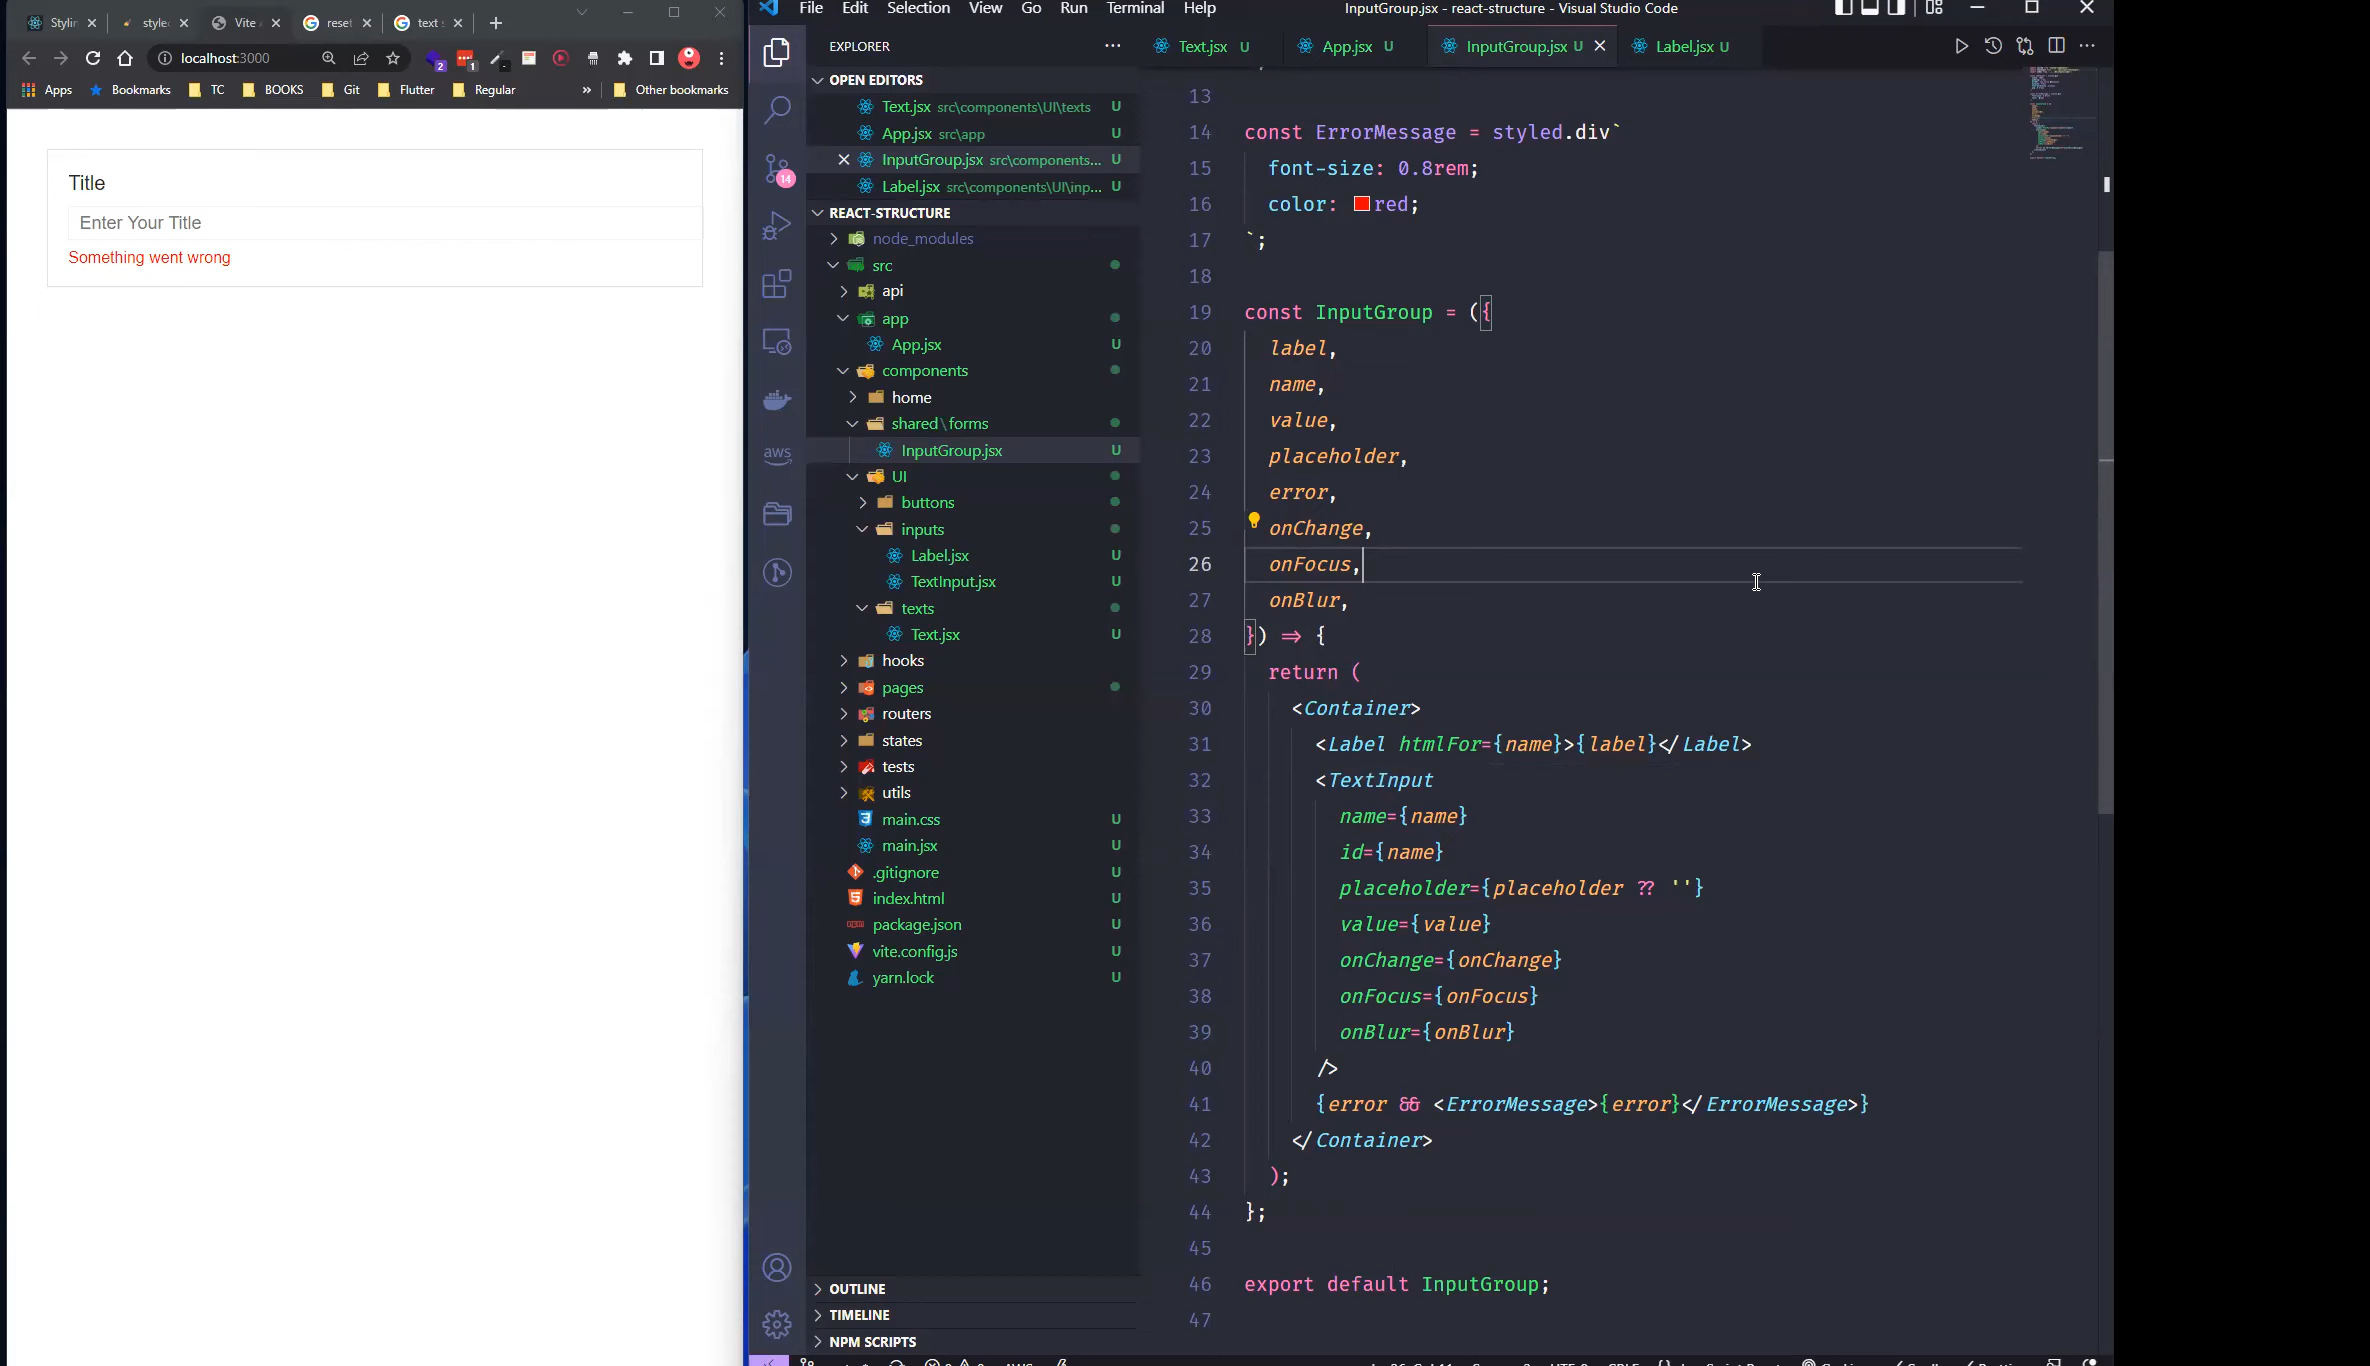 Stylin
style
Vite
reset
text
localhost:3000
2
1
Apps
Bookmarks
TC
BOOKS
Git
Flutter
Regular
»
Other bookmarks
Title
Enter Your Title
Something went wrong
File Edit Selection View Go Run Terminal Help
InputGroup.jsx - react-structure - Visual Studio Code
EXPLORER
Text.jsx U
App.jsx U
InputGroup.jsx U
Label.jsx U
OPEN EDITORS
Text.jsx src\components\UI\texts U
App.jsx src\app U
InputGroup.jsx src\components... U
Label.jsx src\components\UI\inp... U
14
aws
REACT-STRUCTURE
node_modules
src
api
app
App.jsx U
components
home
shared\forms
InputGroup.jsx U
UI
buttons
inputs
Label.jsx U
TextInput.jsx U
texts
Text.jsx U
hooks
pages
routers
states
tests
utils
main.css U
main.jsx U
.gitignore U
index.html U
package.json U
vite.config.js U
yarn.lock U
OUTLINE
TIMELINE
NPM SCRIPTS
13
14 const ErrorMessage = styled.div`
15 font-size: 0.8rem;
16 color: red;
17 `;
18
19 const InputGroup = ({
20 label,
21 name,
22 value,
23 placeholder,
24 error,
25 onChange,
26 onFocus,
27 onBlur,
28 }) => {
29 return (
30 <Container>
31 <Label htmlFor={name}>{label}</Label>
32 <TextInput
33 name={name}
34 id={name}
35 placeholder={placeholder ?? ''}
36 value={value}
37 onChange={onChange}
38 onFocus={onFocus}
39 onBlur={onBlur}
40 />
41 {error && <ErrorMessage>{error}</ErrorMessage>}
42 </Container>
43 );
44 };
45
46 export default InputGroup;
47